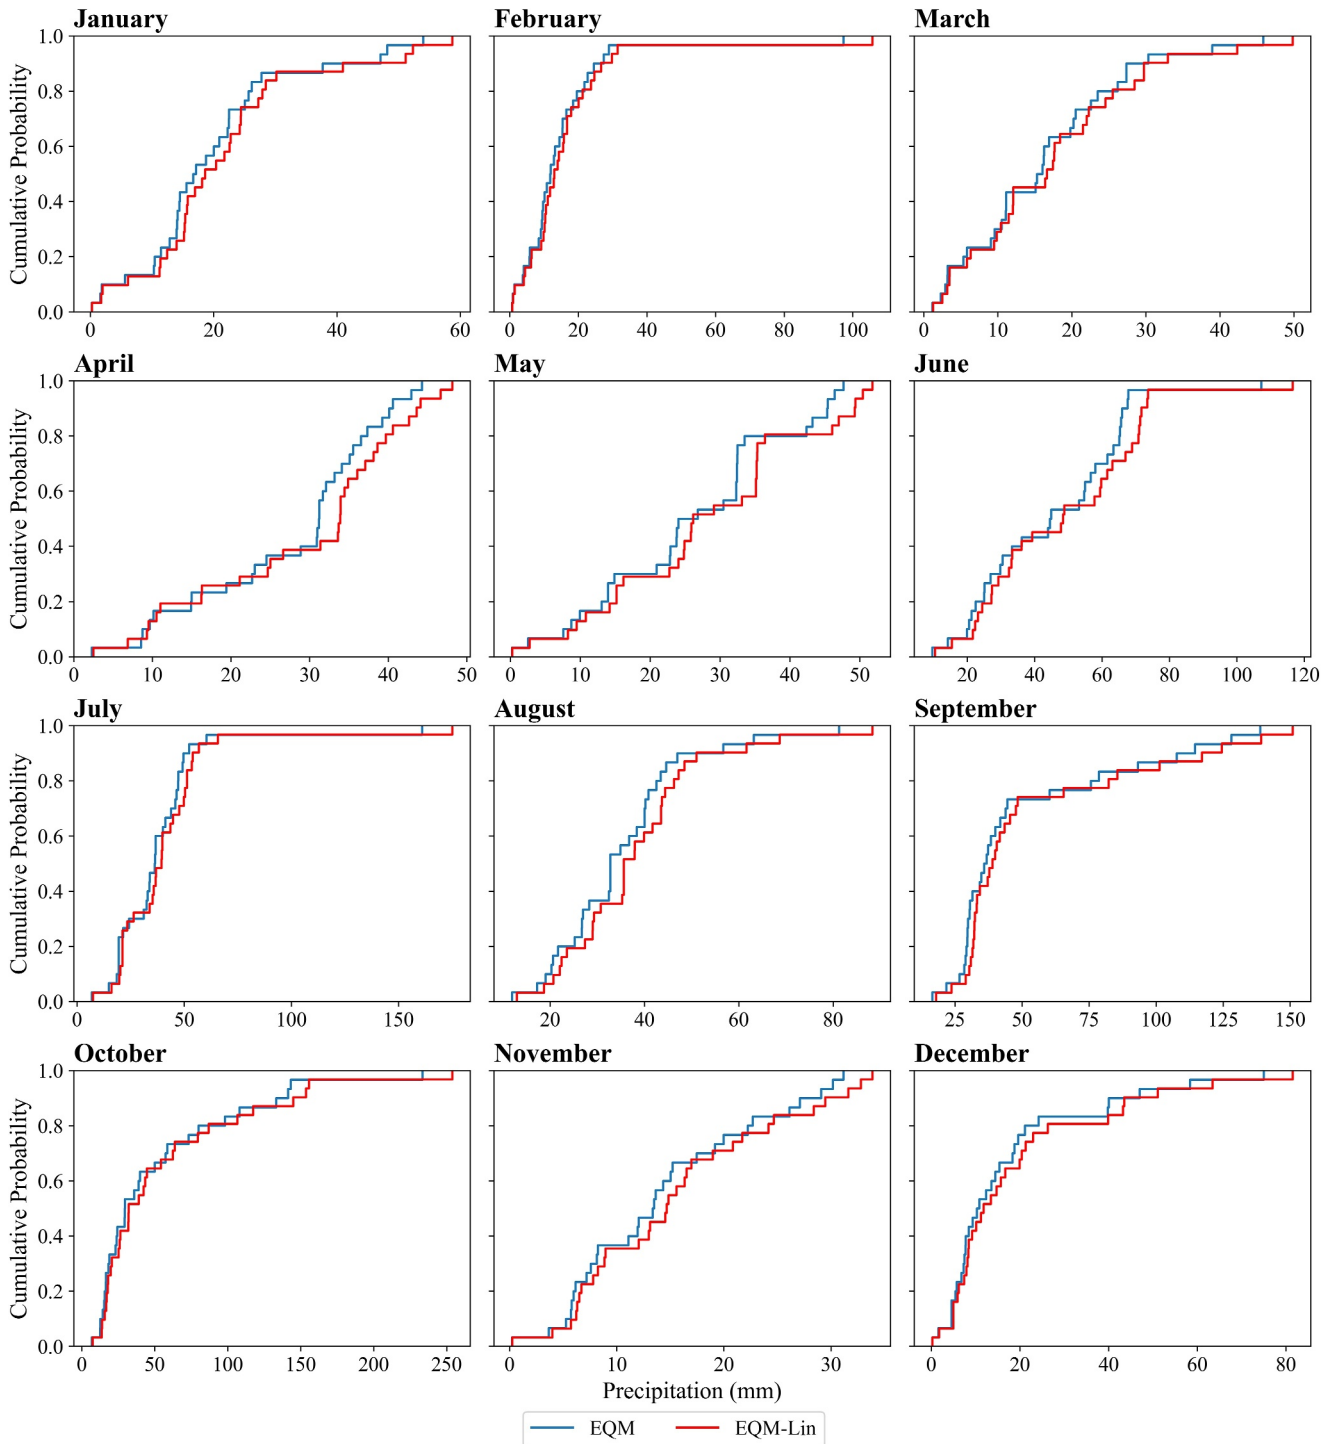 January February March
1.0
0.8
0.6
0.4
0.2
0.0
Cumulative Probability
0 20 40 60 0 20 40 60 80 100 0 10 20 30 40 50
April May June
1.0
0.8
0.6
0.4
0.2
0.0
Cumulative Probability
0 10 20 30 40 50 0 10 20 30 40 50 20 40 60 80 100 120
July August September
1.0
0.8
0.6
0.4
0.2
0.0
Cumulative Probability
0 50 100 150 20 40 60 80 25 50 75 100 125 150
October November December
1.0
0.8
0.6
0.4
0.2
0.0
Cumulative Probability
0 50 100 150 200 250 0 10 20 30 0 20 40 60 80
Precipitation (mm)
EQM EQM-Lin